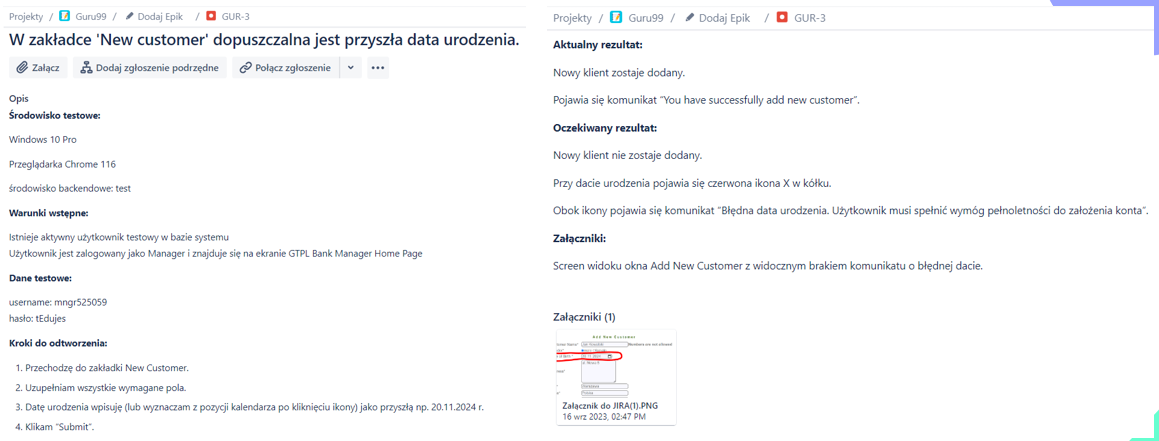 Projekty / Guru99 / Dodaj Epik / GUR-3
W zakładce 'New customer' dopuszczalna jest przyszła data urodzenia.
Załącz Dodaj zgłoszenie podrzędne Połącz zgłoszenie
Opis
Środowisko testowe:
Windows 10 Pro
Przeglądarka Chrome 116
środowisko backendowe: test
Warunki wstępne:
Istnieje aktywny użytkownik testowy w bazie systemu
Użytkownik jest zalogowany jako Manager i znajduje się na ekranie GTPL Bank Manager Home Page
Dane testowe:
username: mngr525059
hasło: tEdujes
Kroki do odtworzenia:
1. Przechodzę do zakładki New Customer.
2. Uzupełniam wszystkie wymagane pola.
3. Datę urodzenia wpisuję (lub wyznaczam z pozycji kalendarza po kliknięciu ikony) jako przyszłą np. 20.11.2024 r.
4. Klikam "Submit".
Projekty / Guru99 / Dodaj Epik / GUR-3
Aktualny rezultat:
Nowy klient zostaje dodany.
Pojawia się komunikat "You have successfully add new customer".
Oczekiwany rezultat:
Nowy klient nie zostaje dodany.
Przy dacie urodzenia pojawia się czerwona ikona X w kółku.
Obok ikony pojawia się komunikat "Błędna data urodzenia. Użytkownik musi spełnić wymóg pełnoletności do założenia konta".
Załączniki:
Screen widoku okna Add New Customer z widocznym brakiem komunikatu o błędnej dacie.
Załączniki (1)
Add New Customer
Załącznik do JIRA(1).PNG
16 wrz 2023, 02:47 PM